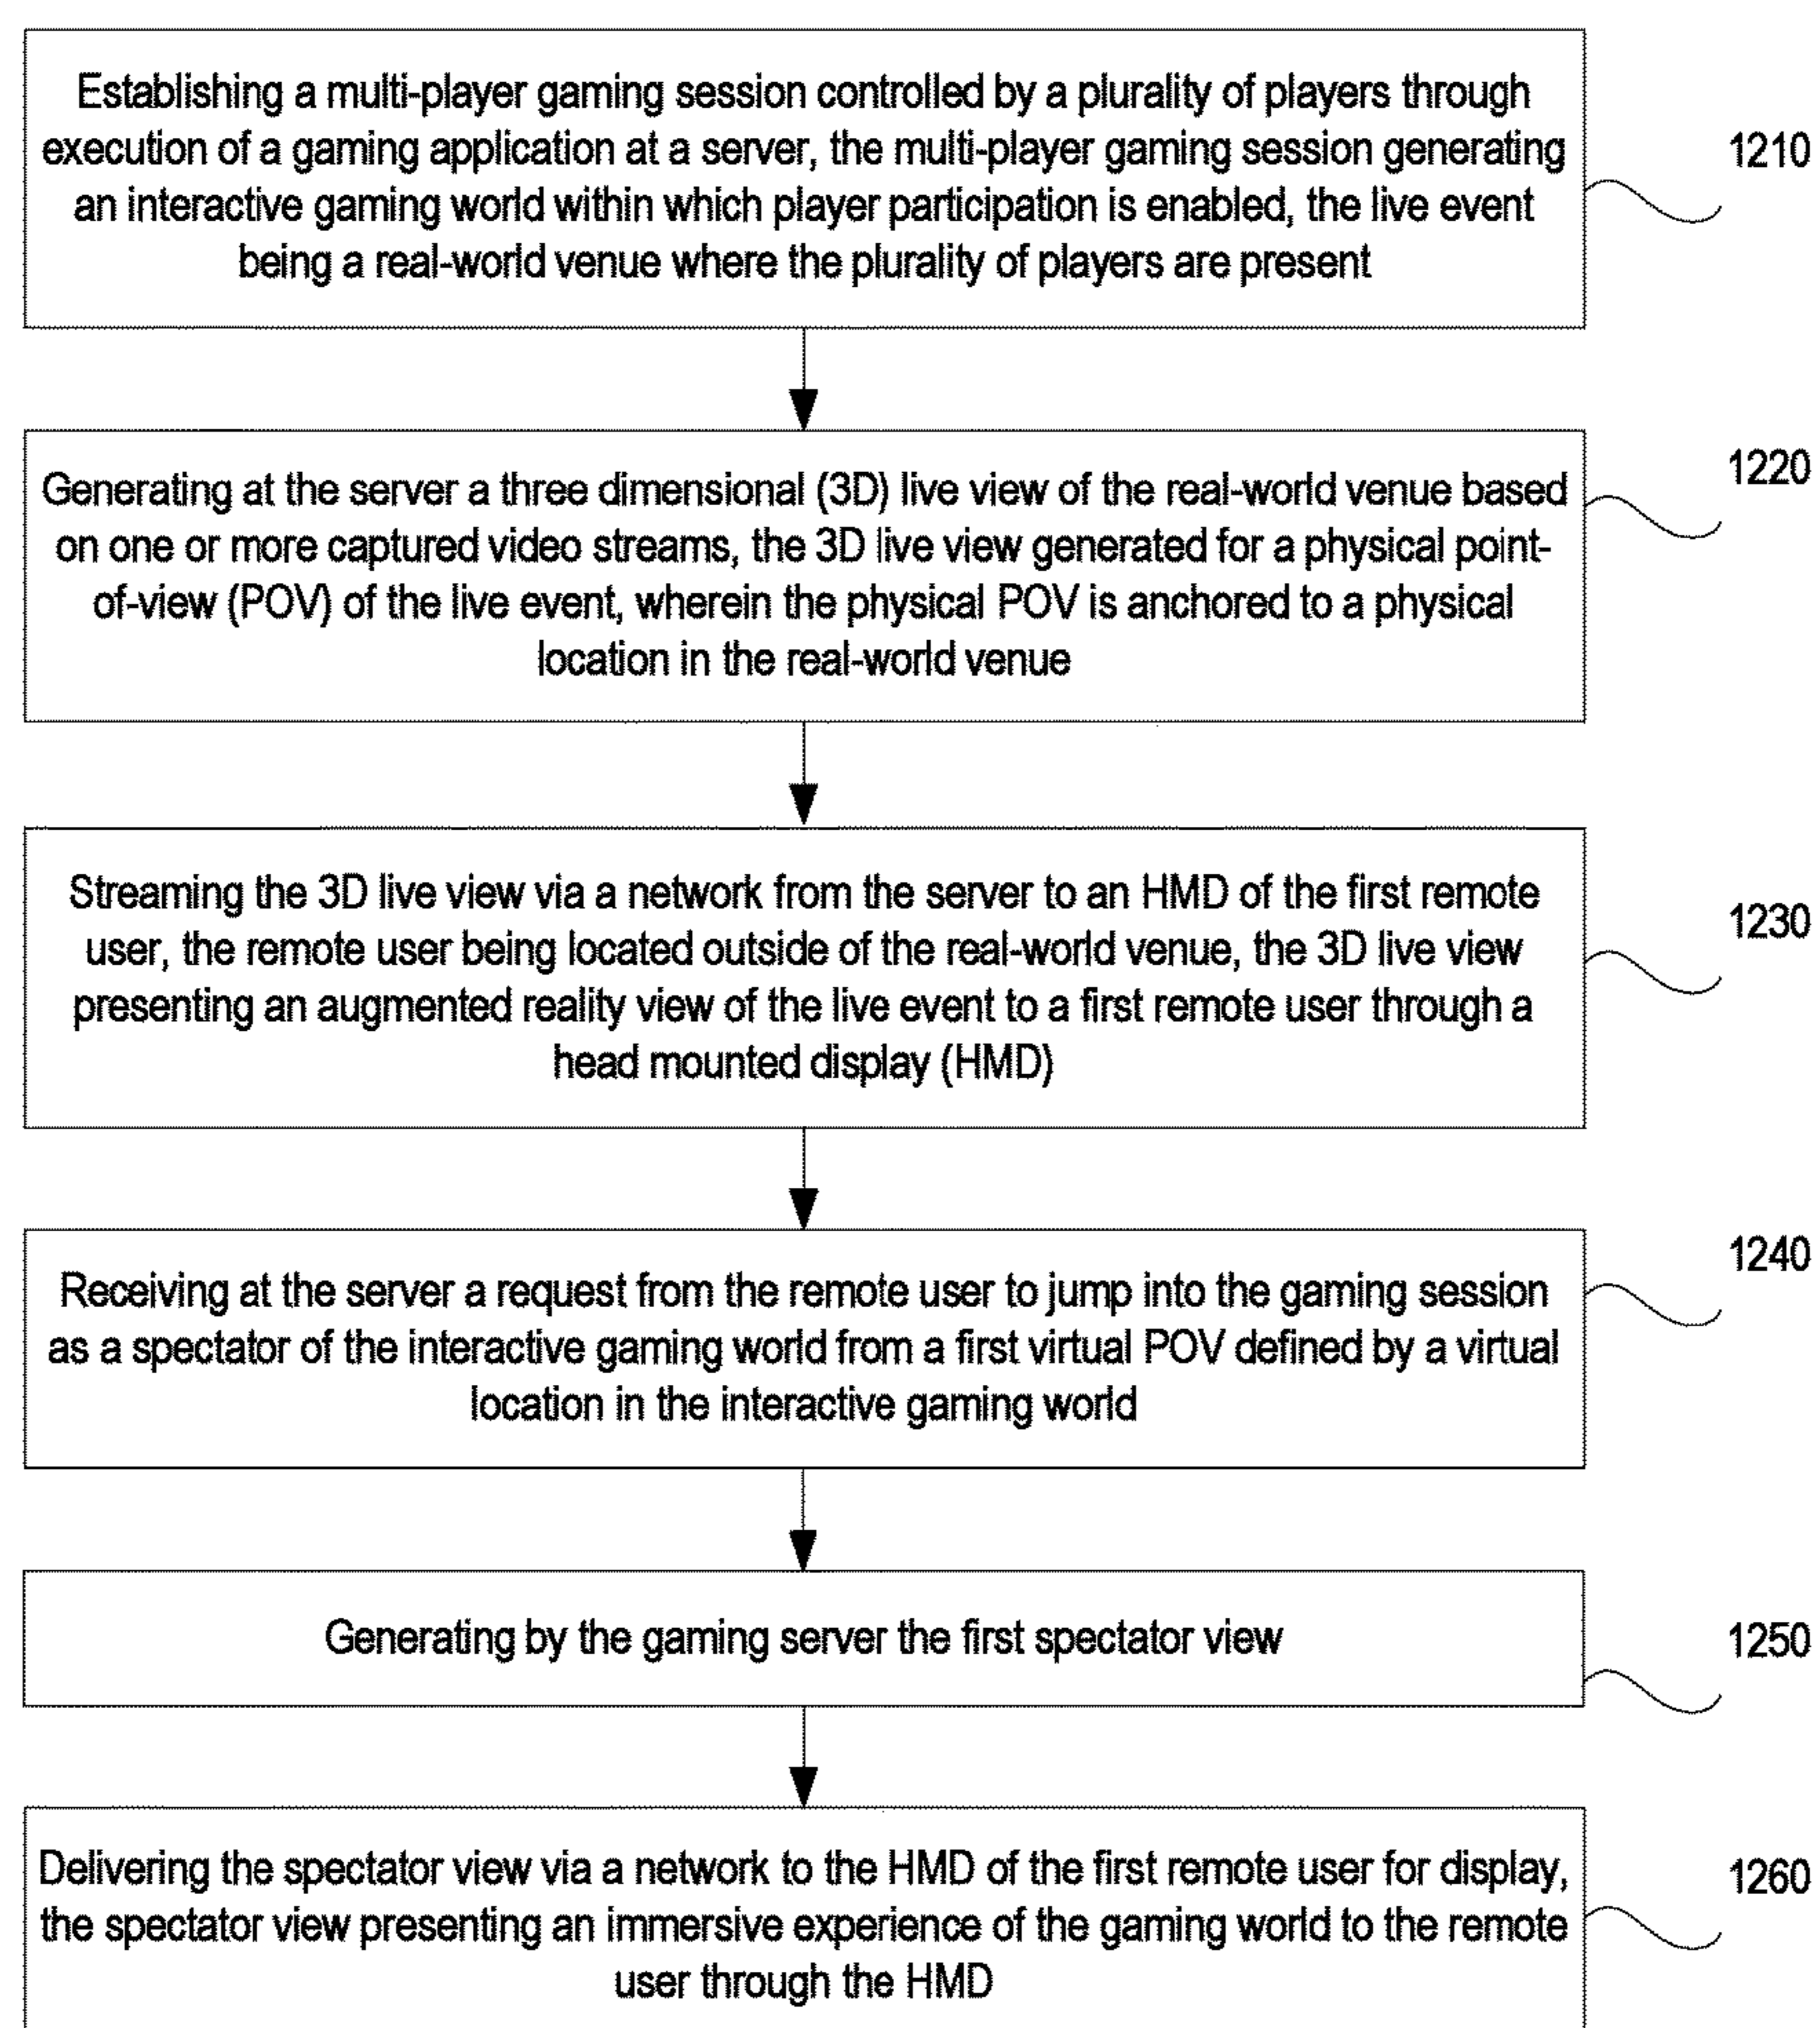 Establishing a multi-player gaming session controlled by a plurality of players through
execution of a gaming application at a server, the multi-player gaming session generating
an interactive gaming world within which player participation is enabled, the live event
being a real-world venue where the plurality of players are present
1210
Generating at the server a three dimensional (3D) live view of the real-world venue based
on one or more captured video streams, the 3D live view generated for a physical point-
of-view (POV) of the live event, wherein the physical POV is anchored to a physical
location in the real-world venue
1220
Streaming the 3D live view via a network from the server to an HMD of the first remote
user, the remote user being located outside of the real-world venue, the 3D live view
presenting an augmented reality view of the live event to a first remote user through a
head mounted display (HMD)
1230
Receiving at the server a request from the remote user to jump into the gaming session
as a spectator of the interactive gaming world from a first virtual POV defined by a virtual
location in the interactive gaming world
1240
Generating by the gaming server the first spectator view
1250
Delivering the spectator view via a network to the HMD of the first remote user for display,
the spectator view presenting an immersive experience of the gaming world to the remote
user through the HMD
1260